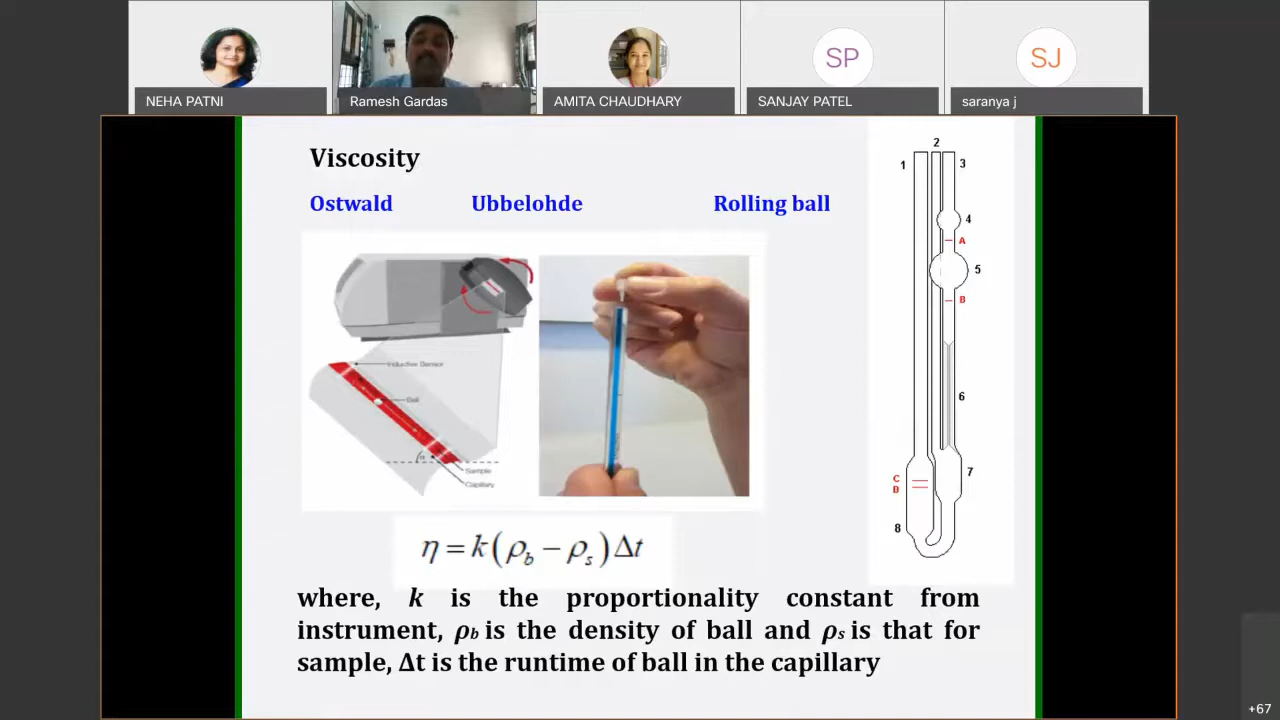 NEHA PATNI
Ramesh Gardas
AMITA CHAUDHARY
SP
SANJAY PATEL
SJ
saranya j
Viscosity
Ostwald Ubbelohde Rolling ball
Inductive Sensor
Ball
α
Sample
Capillary
η = k(ρb − ρs)Δt
where, k is the proportionality constant from
instrument, ρb is the density of ball and ρs is that for
sample, Δt is the runtime of ball in the capillary
1
2
3
4
A
5
B
6
7
C
D
8
+67